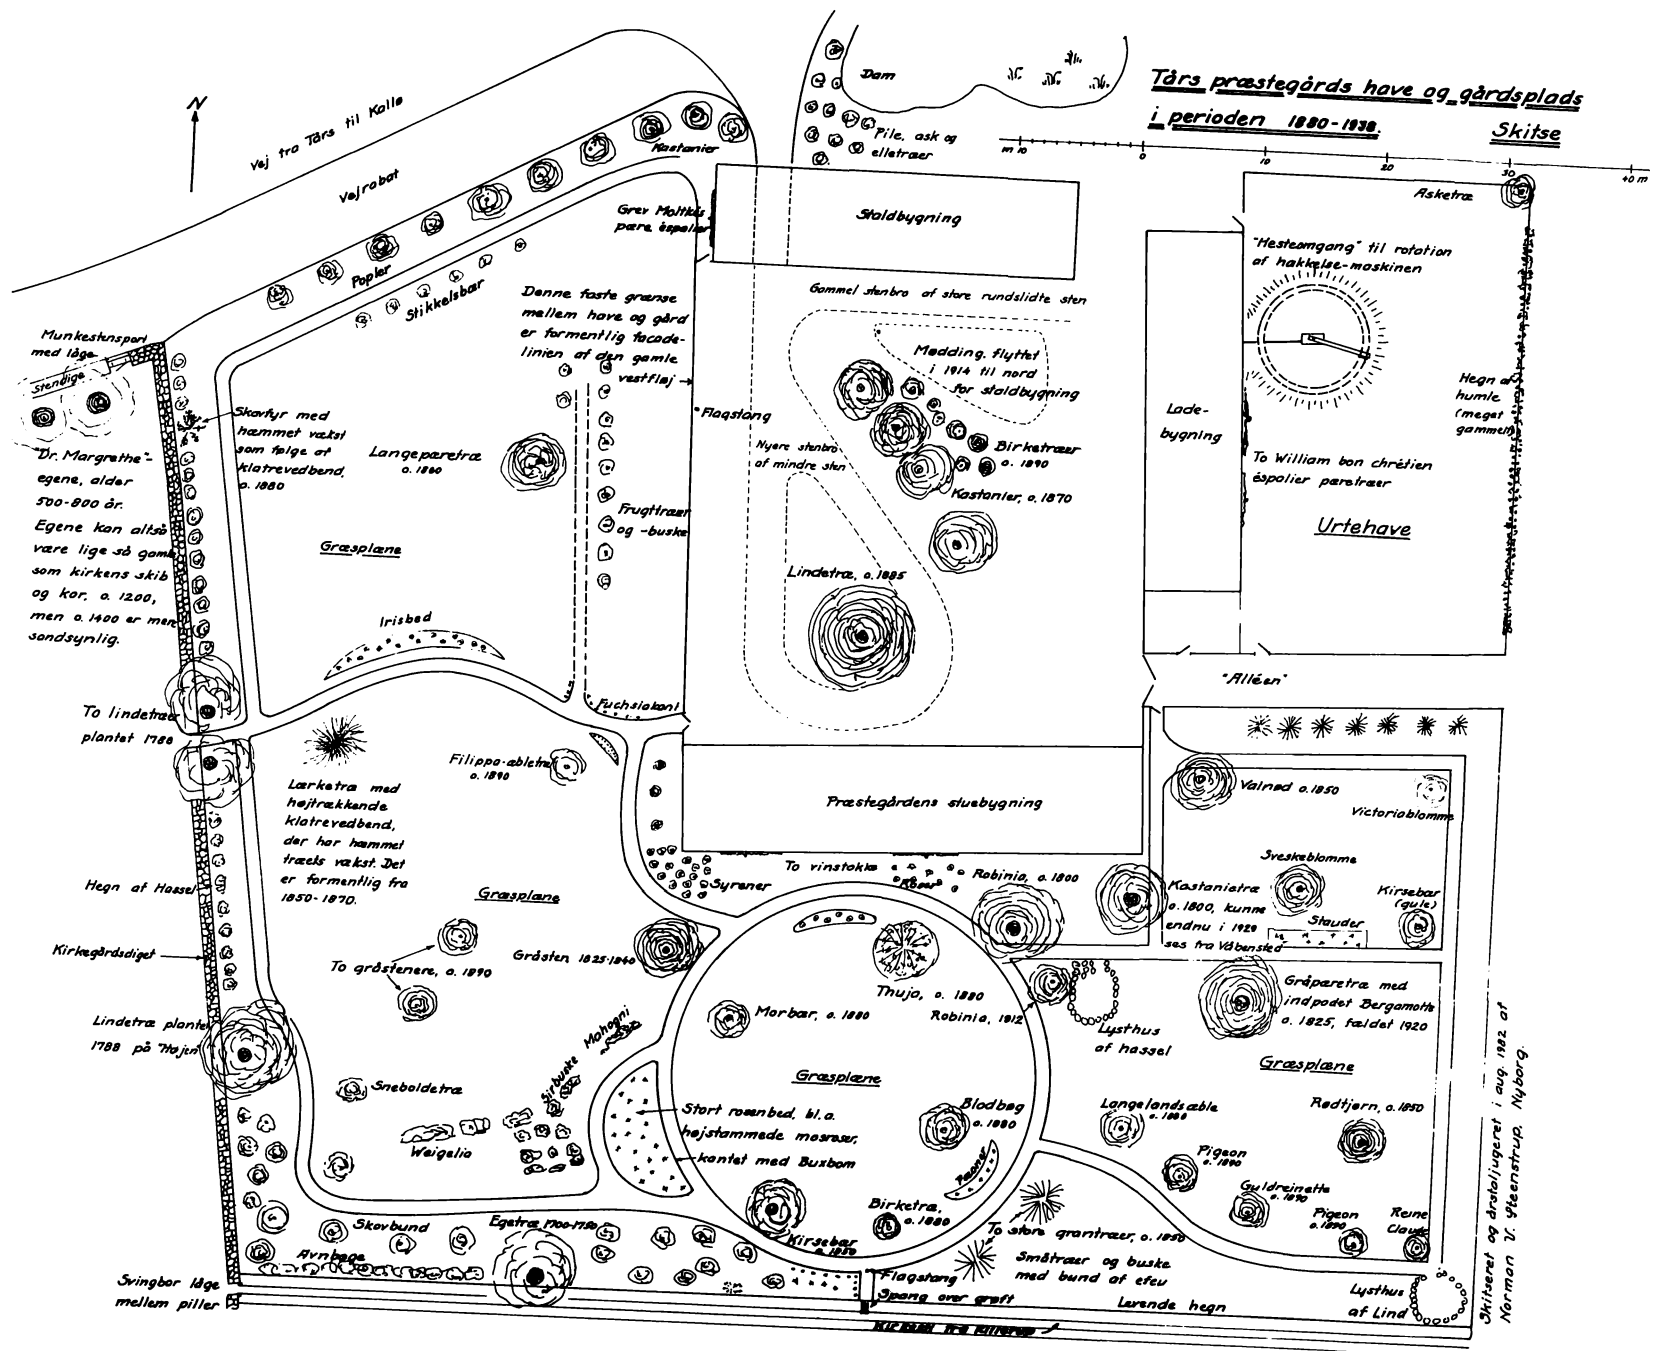 Tårs præstegårds have og gårdsplads
i perioden 1880-1938.
Skitse
m 10
0
10
20
30
40 m
N
Vej fra Tårs til Kalle
Vejrabat
Dam
Pile, ask og
elletræer
Kastanier
Popler
Stikkelsbær
Grev Moltkes
pære éspalier
Staldbygning
Asketræ
"Hesteomgang" til rotation
af hakkelse-maskinen
Gammel stenbro af store rundslidte sten
Denne faste grænse
mellem have og gård
er formentlig facade-
linien af den gamle
vestfløj
Munkestensport
med låge
Stendige
Mødding, flyttet
i 1914 til nord
for staldbygning
Hegn af
humle
(meget
gammelt)
Skovfyr med
hæmmet vækst
som følge af
klatrevedbend.
o. 1880
Langepæretræ
o. 1860
Flagstang
Nyere stenbro
af mindre sten
Birketræer
o. 1890
Kastanier, o. 1870
Lade-
bygning
To William bon chrétien
éspalier pæretræer
Urtehave
"Dr. Margrethe"-
egene, alder
500-800 år.
Egene kan altså
være lige så gamle
som kirkens skib
og kor, o. 1200,
men o. 1400 er mere
sandsynlig.
Græsplæne
Frugttræer
og -buske
Lindetræ, o. 1885
Irisbed
"Alléen"
To lindetræer
plantet 1788
Fuchsiakant
Filippa-æbletræ
o. 1890
Lærketræ med
højtrækkende
klatrevedbend,
der har hæmmet
træets vækst. Det
er formentlig fra
1850-1870.
Præstegårdens stuebygning
Valnød o. 1850
Victoriablomme
Sveskeblomme
Hegn af Hassel
Græsplæne
Syrener
To vinstokke
Roser
Robinia, o. 1800
Kastanietræ
o. 1800, kunne
endnu i 1929
ses fra Våbensted
Kirsebær
(gule)
Stauder
Kirkegårdsdiget
To gråstenere, o. 1890
Gråsten 1825-1840
Thuja, o. 1880
Morbær, o. 1880
Robinia, 1912
Lysthus
af hassel
Gråpæretræ med
indpodet Bergamotte
o. 1825, fældet 1920
Lindetræ plantet
1788 på "Højen"
Mahogni
Sirbuske
Sneboldetræ
Weigelia
Græsplæne
Græsplæne
Stort rosenbed, bl.a.
højstammede mosroser,
kantet med Buxbom
Blodbøg
o. 1880
Pæoner
Langelandsæble
o. 1880
Rødtjørn, o. 1850
Pigeon
o. 1890
Guldreinette
o. 1890
Pigeon
o. 1890
Reine
Claude
Skovbund
Avnbøge
Egetræ 1700-1750
Kirsebær
o. 1850
Birketræ,
o. 1880
To store grantræer, o. 1850
Småtræer og buske
med bund af efeu
Svingbar låge
mellem piller
Flagstang
Spang over grøft
Levende hegn
Lysthus
af Lind
Skitseret og årstalsjugeret i aug. 1982 af
Norman V. Steenstrup, Nyborg.